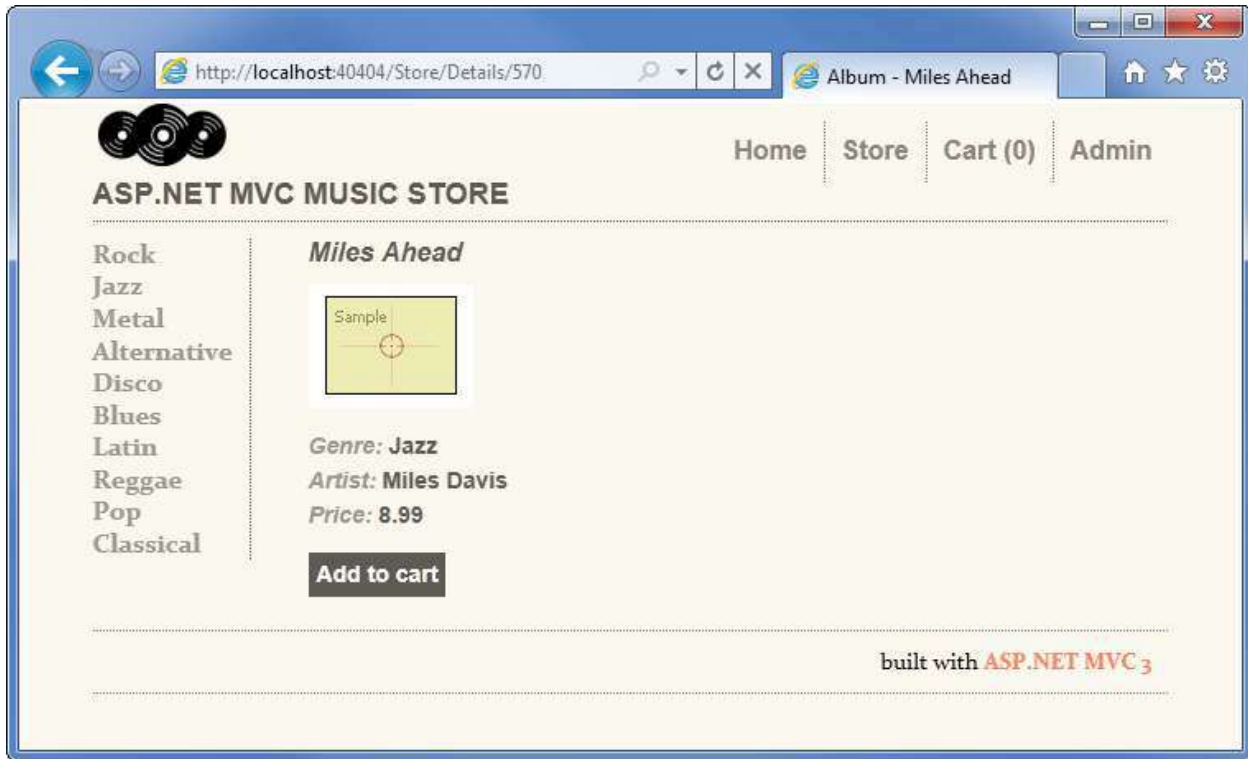 http://localhost:40404/Store/Details/570
Album - Miles Ahead
Home
Store
Cart (0)
Admin
ASP.NET MVC MUSIC STORE
Rock
Jazz
Metal
Alternative
Disco
Blues
Latin
Reggae
Pop
Classical
Miles Ahead
Sample
Genre: Jazz
Artist: Miles Davis
Price: 8.99
Add to cart
built with ASP.NET MVC 3